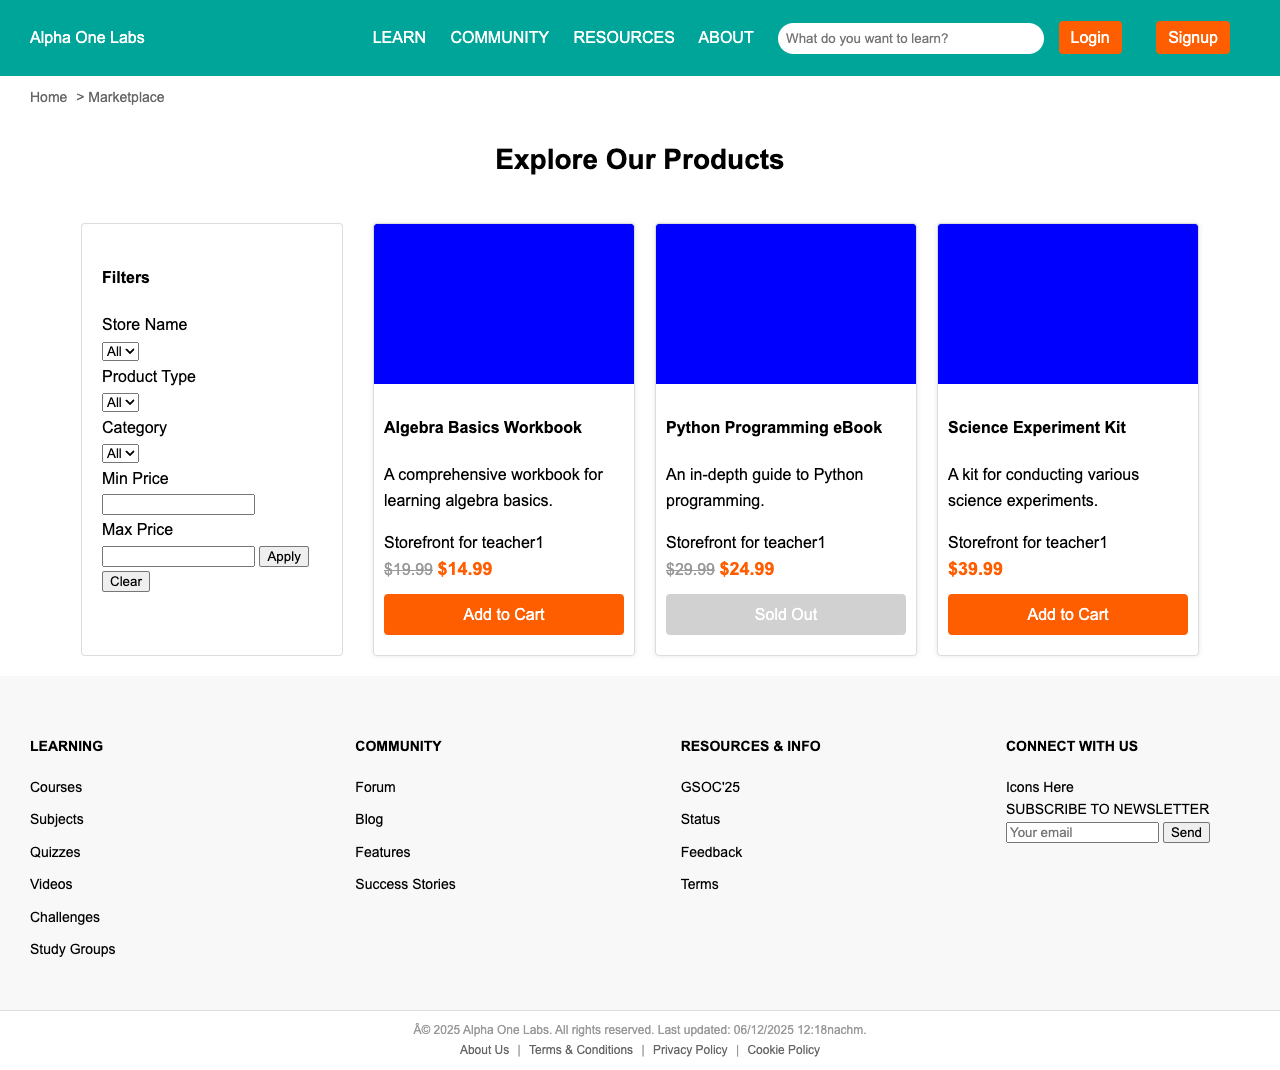 Alpha One Labs
LEARN COMMUNITY RESOURCES ABOUT What do you want to learn? Login Signup
Home > Marketplace
Explore Our Products
Filters
Store Name
All
Product Type
All
Category
All
Min Price
Max Price
Apply
Clear
Algebra Basics Workbook
A comprehensive workbook for
learning algebra basics.
Storefront for teacher1
$19.99 $14.99
Add to Cart
Python Programming eBook
An in-depth guide to Python
programming.
Storefront for teacher1
$29.99 $24.99
Sold Out
Science Experiment Kit
A kit for conducting various
science experiments.
Storefront for teacher1
$39.99
Add to Cart
LEARNING
Courses
Subjects
Quizzes
Videos
Challenges
Study Groups
COMMUNITY
Forum
Blog
Features
Success Stories
RESOURCES & INFO
GSOC'25
Status
Feedback
Terms
CONNECT WITH US
Icons Here
SUBSCRIBE TO NEWSLETTER
Your email Send
Â© 2025 Alpha One Labs. All rights reserved. Last updated: 06/12/2025 12:18nachm.
About Us | Terms & Conditions | Privacy Policy | Cookie Policy